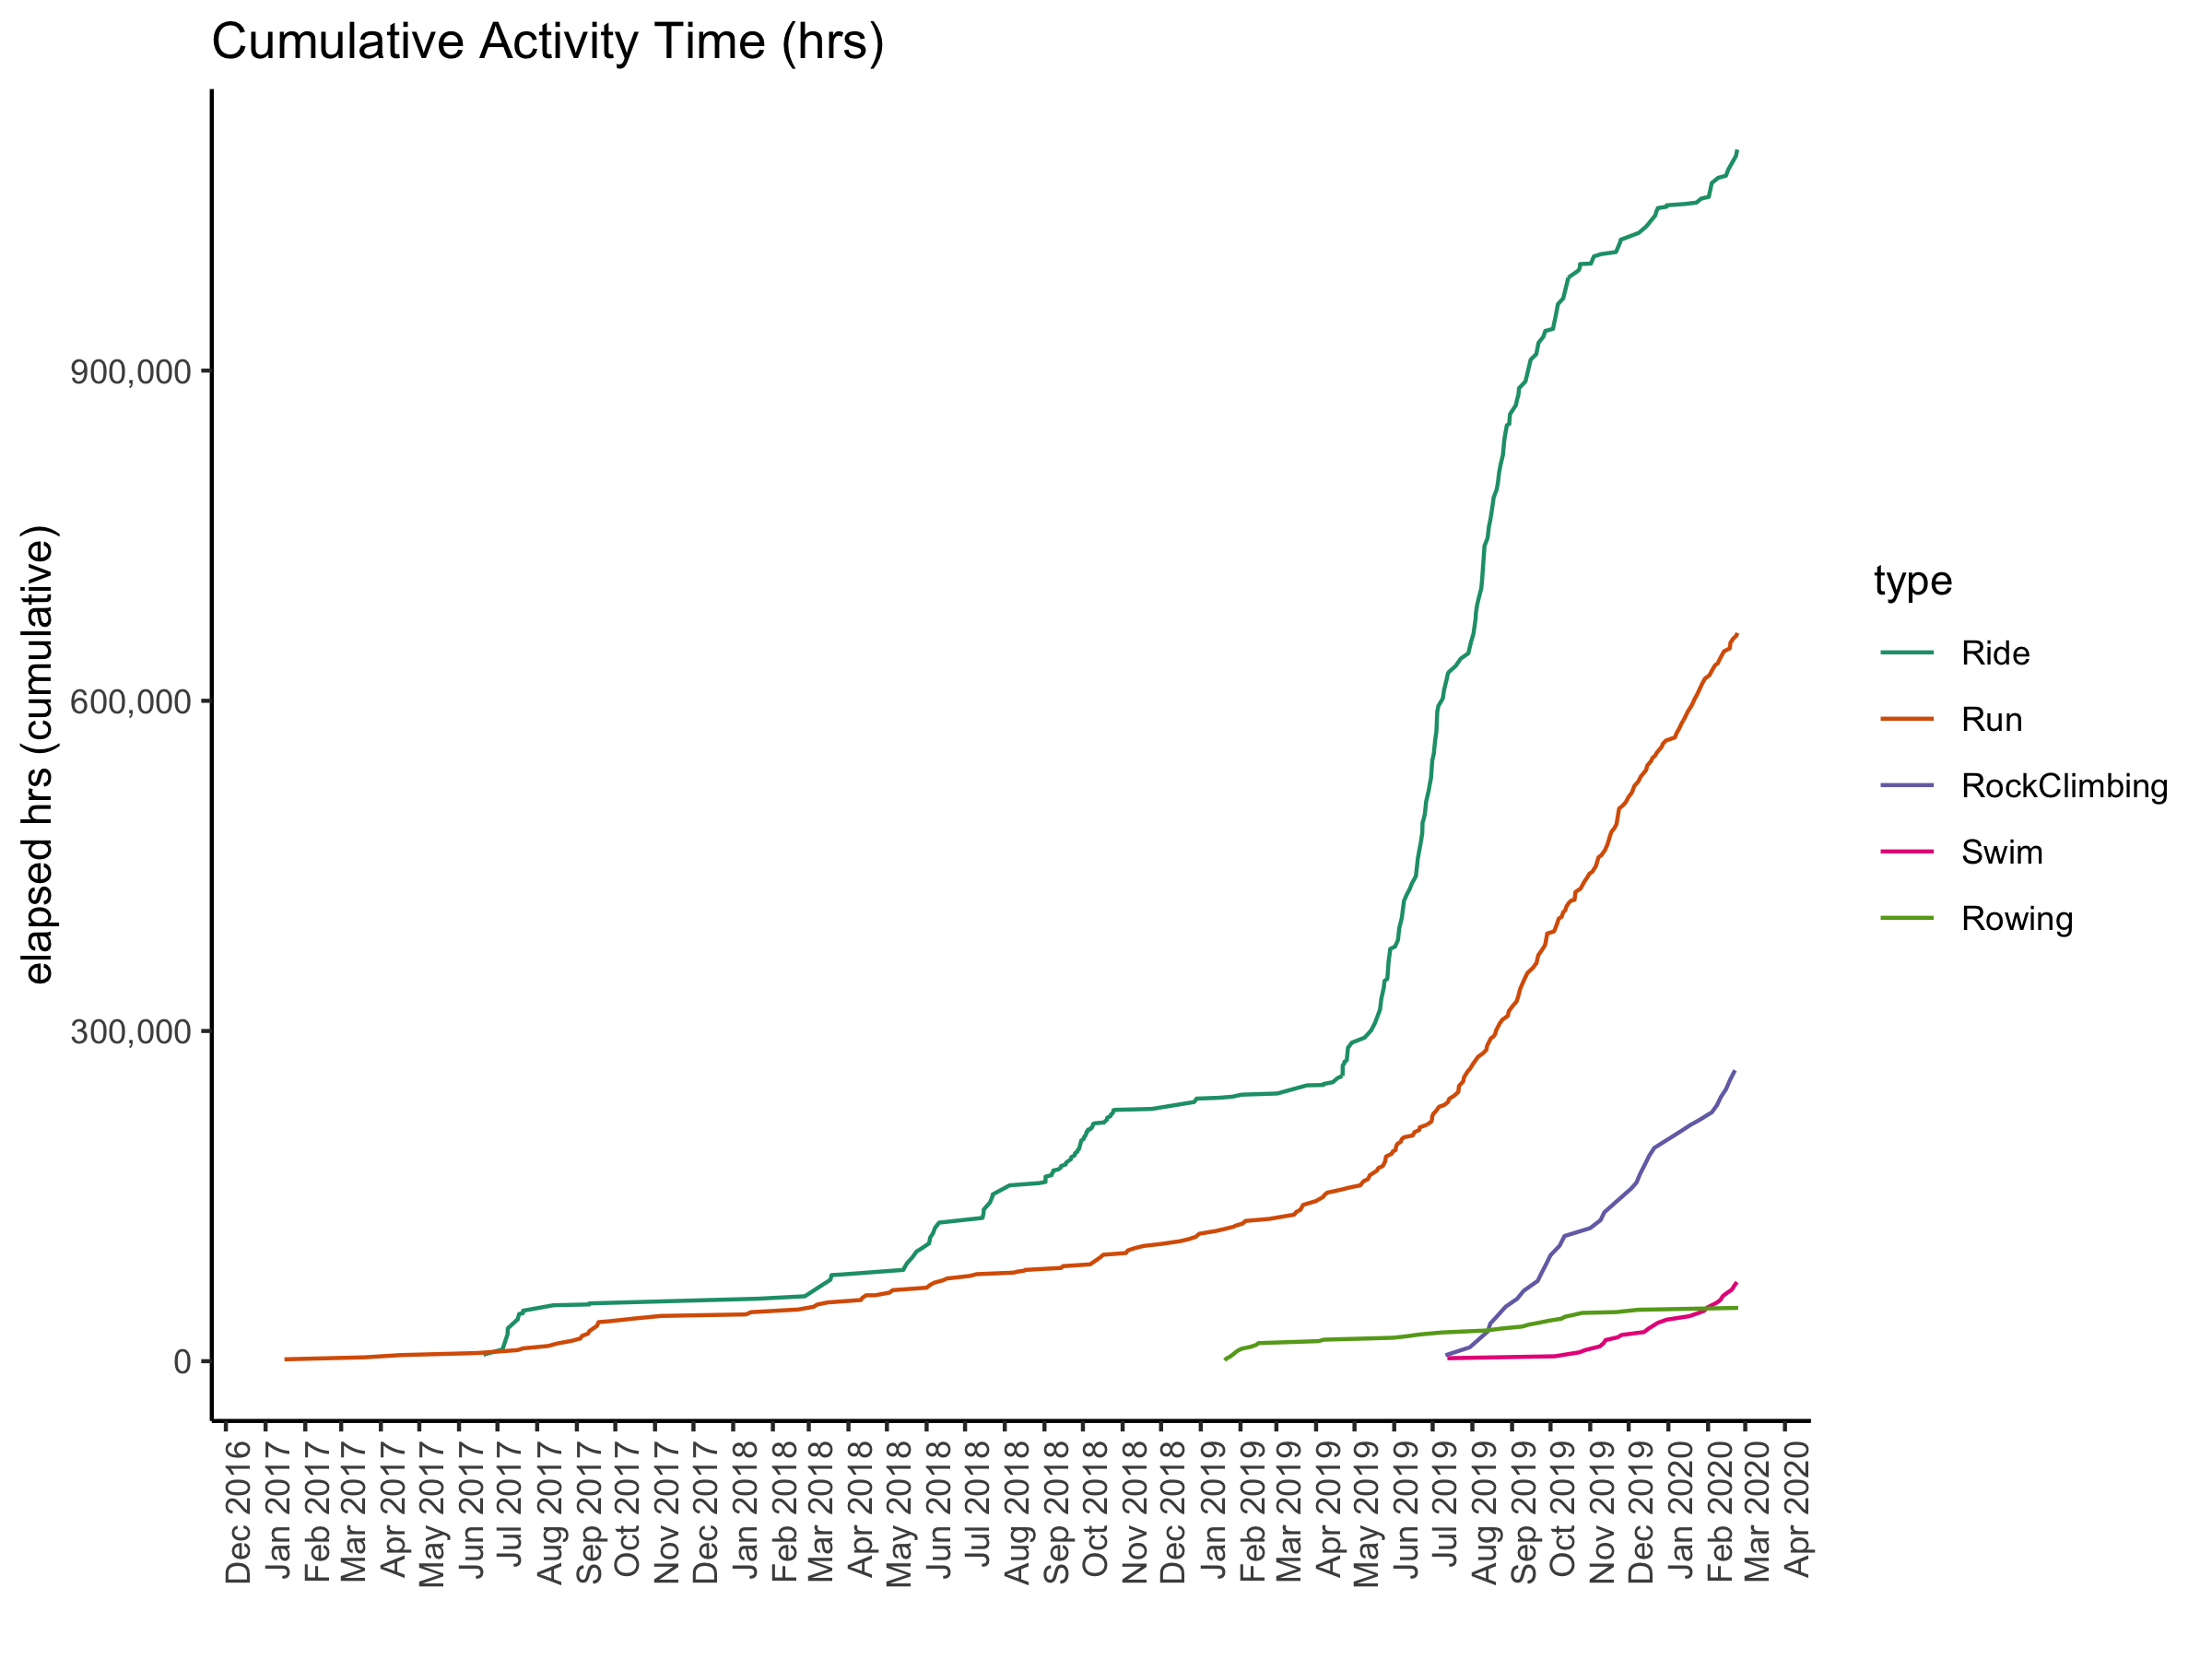 Cumulative Activity Time (hrs)
elapsed hrs (cumulative)
900,000
600,000
300,000
0
type
Ride
Run
RockClimbing
Swim
Rowing
Dec 2016
Jan 2017
Feb 2017
Mar 2017
Apr 2017
May 2017
Jun 2017
Jul 2017
Aug 2017
Sep 2017
Oct 2017
Nov 2017
Dec 2017
Jan 2018
Feb 2018
Mar 2018
Apr 2018
May 2018
Jun 2018
Jul 2018
Aug 2018
Sep 2018
Oct 2018
Nov 2018
Dec 2018
Jan 2019
Feb 2019
Mar 2019
Apr 2019
May 2019
Jun 2019
Jul 2019
Aug 2019
Sep 2019
Oct 2019
Nov 2019
Dec 2019
Jan 2020
Feb 2020
Mar 2020
Apr 2020